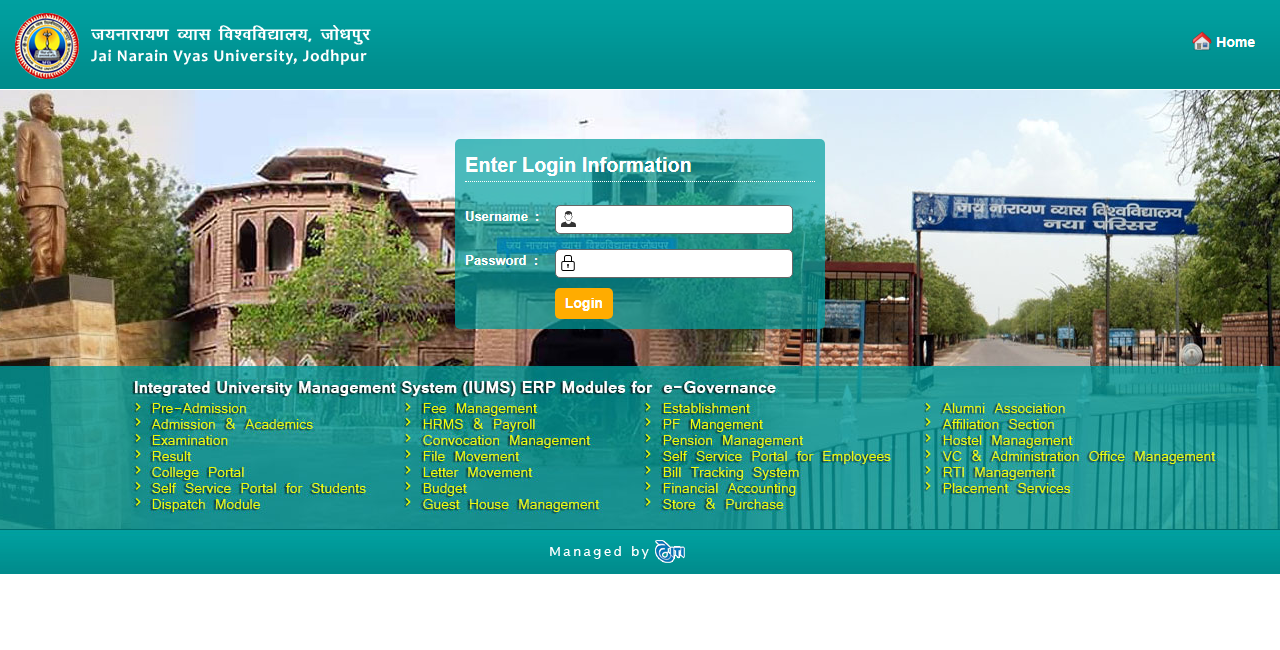 जयनारायण व्यास विश्वविद्यालय, जोधपुर
Jai Narain Vyas University, Jodhpur
Home
Enter Login Information
Username :
जय नारायण व्यास विश्वविद्यालय,जोधपुर
Password :
Login
जय नारायण व्यास विश्वविद्यालय
नया परिसर
Integrated University Management System (IUMS) ERP Modules for e-Governance
Pre-Admission
Admission & Academics
Examination
Result
College Portal
Self Service Portal for Students
Dispatch Module
Fee Management
HRMS & Payroll
Convocation Management
File Movement
Letter Movement
Budget
Guest House Management
Establishment
PF Mangement
Pension Management
Self Service Portal for Employees
Bill Tracking System
Financial Accounting
Store & Purchase
Alumni Association
Affiliation Section
Hostel Management
VC & Administration Office Management
RTI Management
Placement Services
Managed by